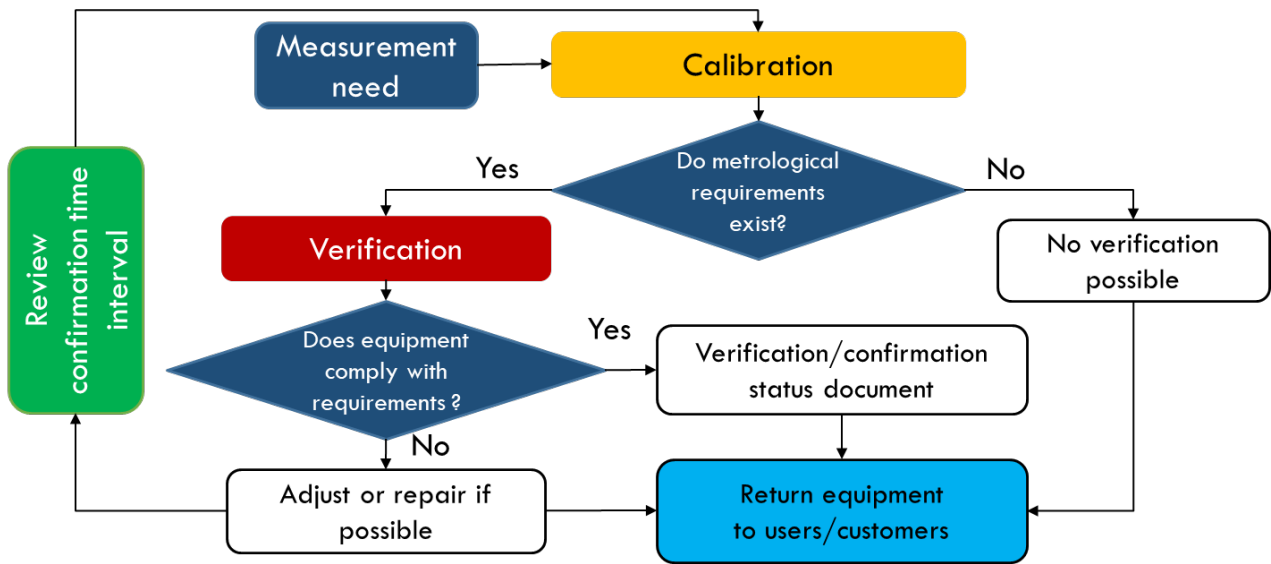 Measurement
need
Calibration
Do metrological
requirements
exist?
Yes
No
Verification
No verification
possible
Review
confirmation time
interval
Does equipment
comply with
requirements ?
Yes
Verification/confirmation
status document
No
Adjust or repair if
possible
Return equipment
to users/customers